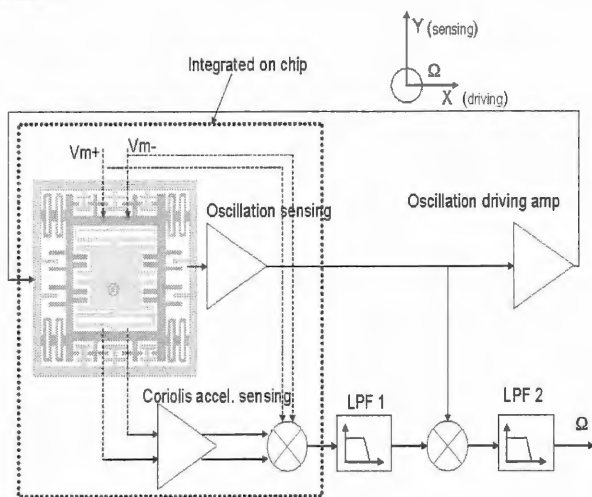 Y (sensing)
Ω
X (driving)
Integrated on chip
Vm+
Vm-
Oscillation sensing
Oscillation driving amp
Coriolis accel. sensing
LPF 1
LPF 2
Ω